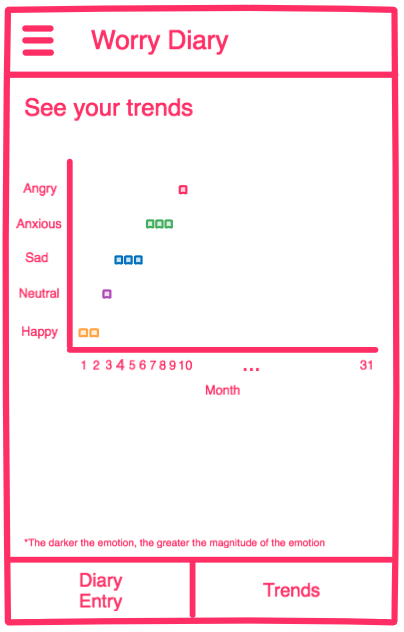 Worry Diary
See your trends
Angry
Anxious
Sad
Neutral
Happy
1 2 3 4 5 6 7 8 9 10 ... 31
Month
*The darker the emotion, the greater the magnitude of the emotion
Diary
Entry
Trends